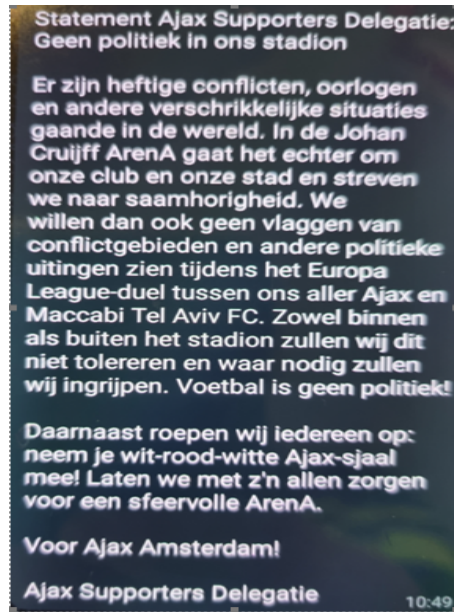 Statement Ajax Supporters Delegatie:
Geen politiek in ons stadion
Er zijn heftige conflicten, oorlogen
en andere verschrikkelijke situaties
gaande in de wereld. In de Johan
Cruijff ArenA gaat het echter om
onze club en onze stad en streven
we naar saamhorigheid. We
willen dan ook geen vlaggen van
conflictgebieden en andere politieke
uitingen zien tijdens het Europa
League-duel tussen ons aller Ajax en
Maccabi Tel Aviv FC. Zowel binnen
als buiten het stadion zullen wij dit
niet tolereren en waar nodig zullen
wij ingrijpen. Voetbal is geen politiek!
Daarnaast roepen wij iedereen op:
neem je wit-rood-witte Ajax-sjaal
mee! Laten we met z'n allen zorgen
voor een sfeervolle ArenA.
Voor Ajax Amsterdam!
Ajax Supporters Delegatie
10:49